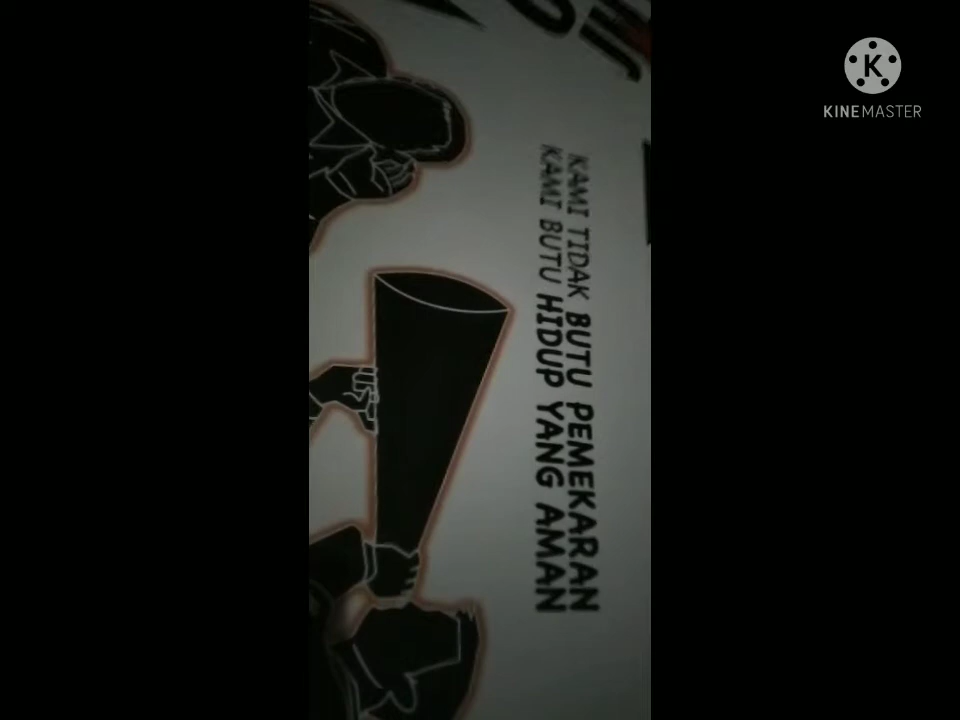 KAMI TIDAK BUTU PEMEKARAN
KAMI BUTU HIDUP YANG AMAN
KINEMASTER